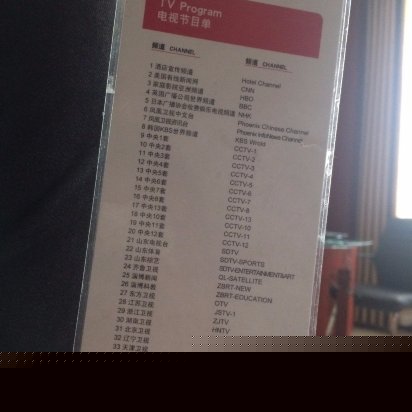 TV Program
电视节目单
频道 CHANNEL 频道 CHANNEL
1 酒店宣传频道 Hotel Channel
2 美国有线新闻网 CNN
3 家庭影院亚洲频道 HBO
4 英国广播公司世界频道 BBC
5 日本广播协会收费娱乐电视频道 NHK
6 凤凰卫视中文台 Phoenix Chinese Channel
7 凤凰卫视资讯台 Phoenix InfoNews Channel
8 韩国KBS世界频道 KBS World
9 中央1套 CCTV-1
10 中央2套 CCTV-2
11 中央3套 CCTV-3
12 中央4套 CCTV-4
13 中央5套 CCTV-5
14 中央6套 CCTV-6
15 中央7套 CCTV-7
16 中央8套 CCTV-8
17 中央13套 CCTV-13
18 中央10套 CCTV-10
19 中央11套 CCTV-11
20 中央12套 CCTV-12
21 山东电视台 SDTV
22 山东体育 SDTV-SPORTS
23 山东综艺 SDTV-ENTERTAINMENT&ART
24 齐鲁卫视 QL-SATELLITE
25 淄博新闻 ZBRT-NEW
26 淄博科教 ZBRT-EDUCATION
27 东方卫视 DTV
28 江苏卫视 JSTV-1
29 浙江卫视 ZJTV
30 湖南卫视 HNTV
31 北京卫视
32 辽宁卫视
33 天津卫视